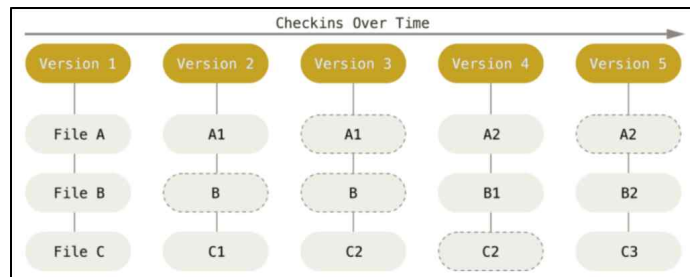 Checkins Over Time
Version 1 Version 2 Version 3 Version 4 Version 5
File A A1 A1 A2 A2
File B B B B1 B2
File C C1 C2 C2 C3